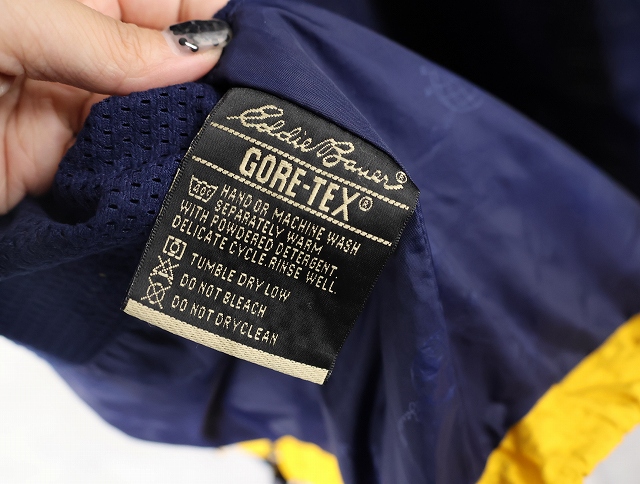 Eddie Bauer®
GORE-TEX®
40° HAND OR MACHINE WASH
SEPARATELY WARM
WITH POWDERED DETERGENT.
DELICATE CYCLE RINSE WELL.
TUMBLE DRY LOW
DO NOT BLEACH
DO NOT DRYCLEAN